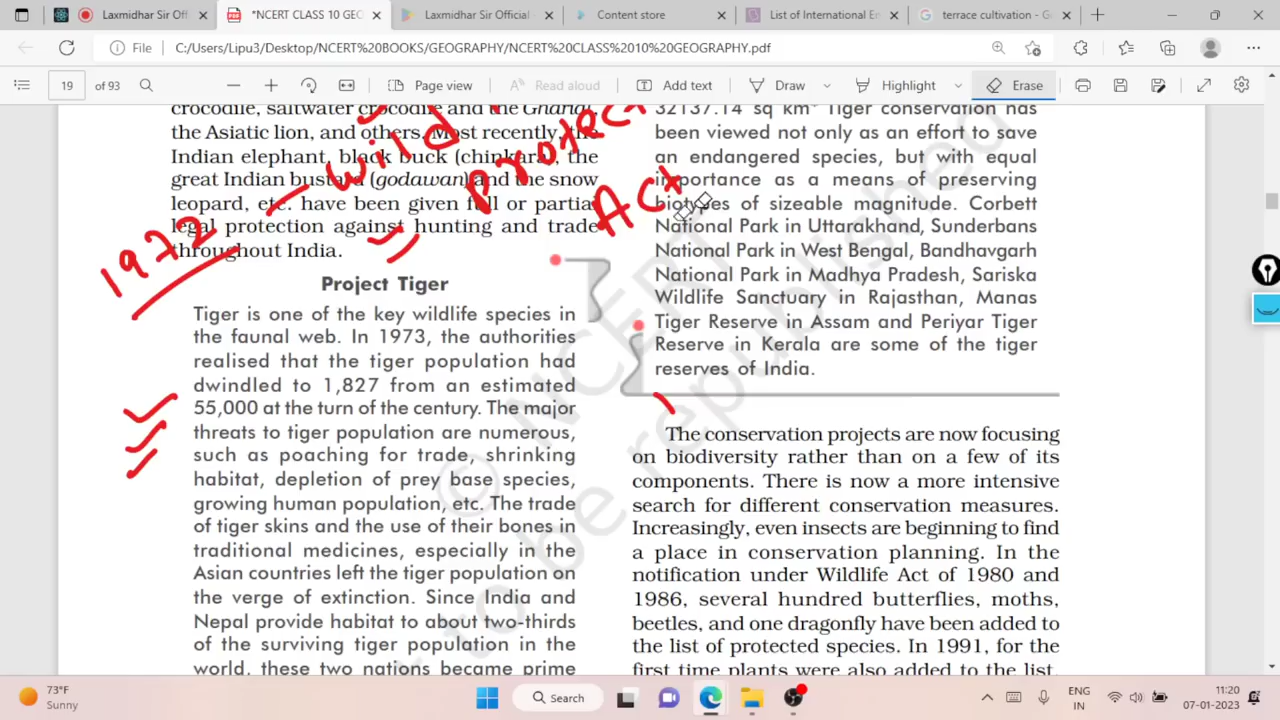 Laxmidhar Sir Off
*NCERT CLASS 10 GEO
Laxmidhar Sir Official -
Content store
List of International En
terrace cultivation - G
File
C:/Users/Lipu3/Desktop/NCERT%20BOOKS/GEOGRAPHY/NCERT%20CLASS%2010%20GEOGRAPHY.pdf
19 of 93
Page view
Read aloud
Add text
Draw
Highlight
Erase
crocodile, saltwater crocodile and the Gharial,
the Asiatic lion, and others. Most recently, the
Indian elephant, black buck (chinkara), the
great Indian bustard (godawan) and the snow
leopard, etc. have been given full or partial
legal protection against hunting and trade
throughout India.
1972 wild protect Act
Project Tiger
Tiger is one of the key wildlife species in
the faunal web. In 1973, the authorities
realised that the tiger population had
dwindled to 1,827 from an estimated
55,000 at the turn of the century. The major
threats to tiger population are numerous,
such as poaching for trade, shrinking
habitat, depletion of prey base species,
growing human population, etc. The trade
of tiger skins and the use of their bones in
traditional medicines, especially in the
Asian countries left the tiger population on
the verge of extinction. Since India and
Nepal provide habitat to about two-thirds
of the surviving tiger population in the
world, these two nations became prime
32137.14 sq km² Tiger conservation has
been viewed not only as an effort to save
an endangered species, but with equal
importance as a means of preserving
biotypes of sizeable magnitude. Corbett
National Park in Uttarakhand, Sunderbans
National Park in West Bengal, Bandhavgarh
National Park in Madhya Pradesh, Sariska
Wildlife Sanctuary in Rajasthan, Manas
Tiger Reserve in Assam and Periyar Tiger
Reserve in Kerala are some of the tiger
reserves of India.
The conservation projects are now focusing
on biodiversity rather than on a few of its
components. There is now a more intensive
search for different conservation measures.
Increasingly, even insects are beginning to find
a place in conservation planning. In the
notification under Wildlife Act of 1980 and
1986, several hundred butterflies, moths,
beetles, and one dragonfly have been added to
the list of protected species. In 1991, for the
first time plants were also added to the list,
© NCERT
to be republished
73°F
Sunny
Search
ENG
IN
11:20
07-01-2023